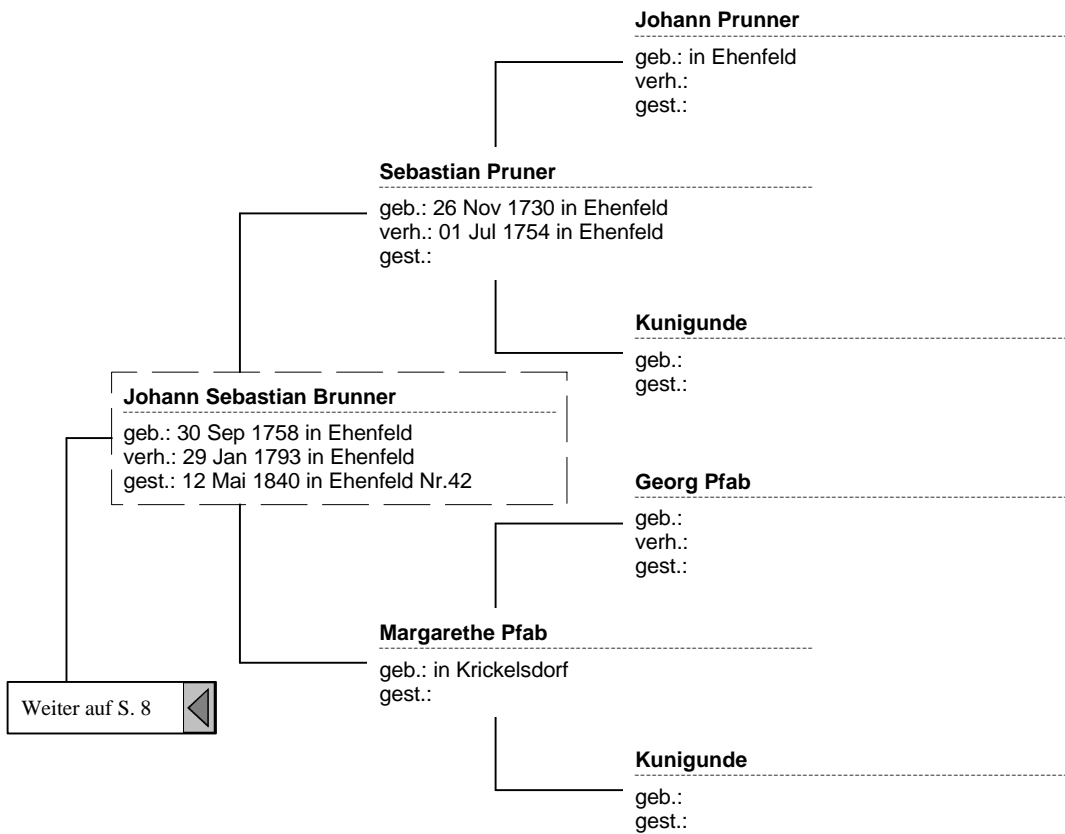 Johann Prunner
geb.: in Ehenfeld
verh.:
gest.:
Sebastian Pruner
geb.: 26 Nov 1730 in Ehenfeld
verh.: 01 Jul 1754 in Ehenfeld
gest.:
Kunigunde
geb.:
gest.:
Johann Sebastian Brunner
geb.: 30 Sep 1758 in Ehenfeld
verh.: 29 Jan 1793 in Ehenfeld
gest.: 12 Mai 1840 in Ehenfeld Nr.42
Georg Pfab
geb.:
verh.:
gest.:
Margarethe Pfab
geb.: in Krickelsdorf
gest.:
Weiter auf S. 8
Kunigunde
geb.:
gest.: